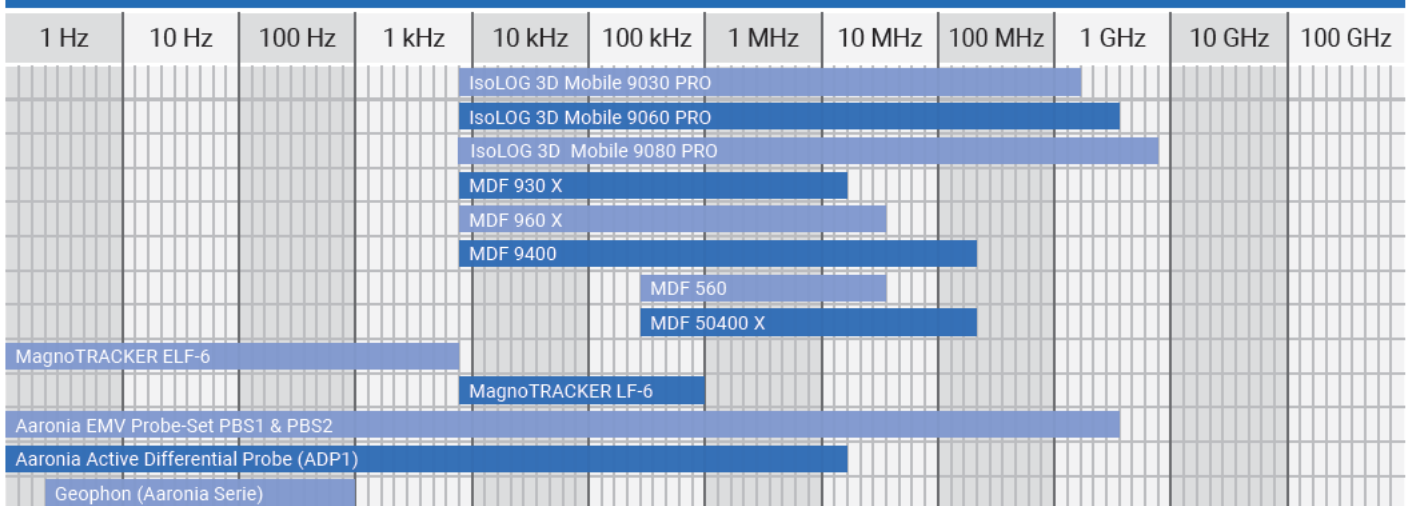 1 Hz 10 Hz 100 Hz 1 kHz 10 kHz 100 kHz 1 MHz 10 MHz 100 MHz 1 GHz 10 GHz 100 GHz
IsoLOG 3D Mobile 9030 PRO
IsoLOG 3D Mobile 9060 PRO
IsoLOG 3D Mobile 9080 PRO
MDF 930 X
MDF 960 X
MDF 9400
MDF 560
MDF 50400 X
MagnoTRACKER ELF-6
MagnoTRACKER LF-6
Aaronia EMV Probe-Set PBS1 & PBS2
Aaronia Active Differential Probe (ADP1)
Geophon (Aaronia Serie)